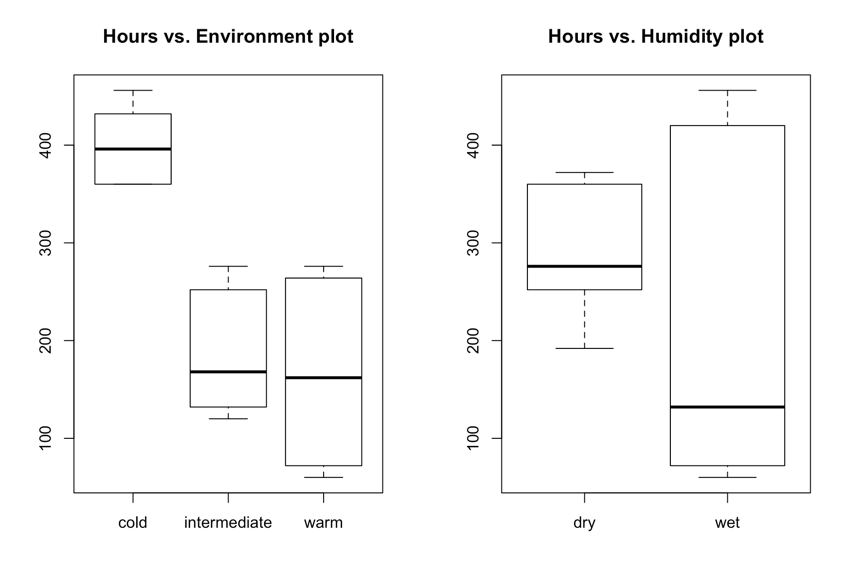 Hours vs. Environment plot
400
300
200
100
cold intermediate warm
Hours vs. Humidity plot
400
300
200
100
dry wet